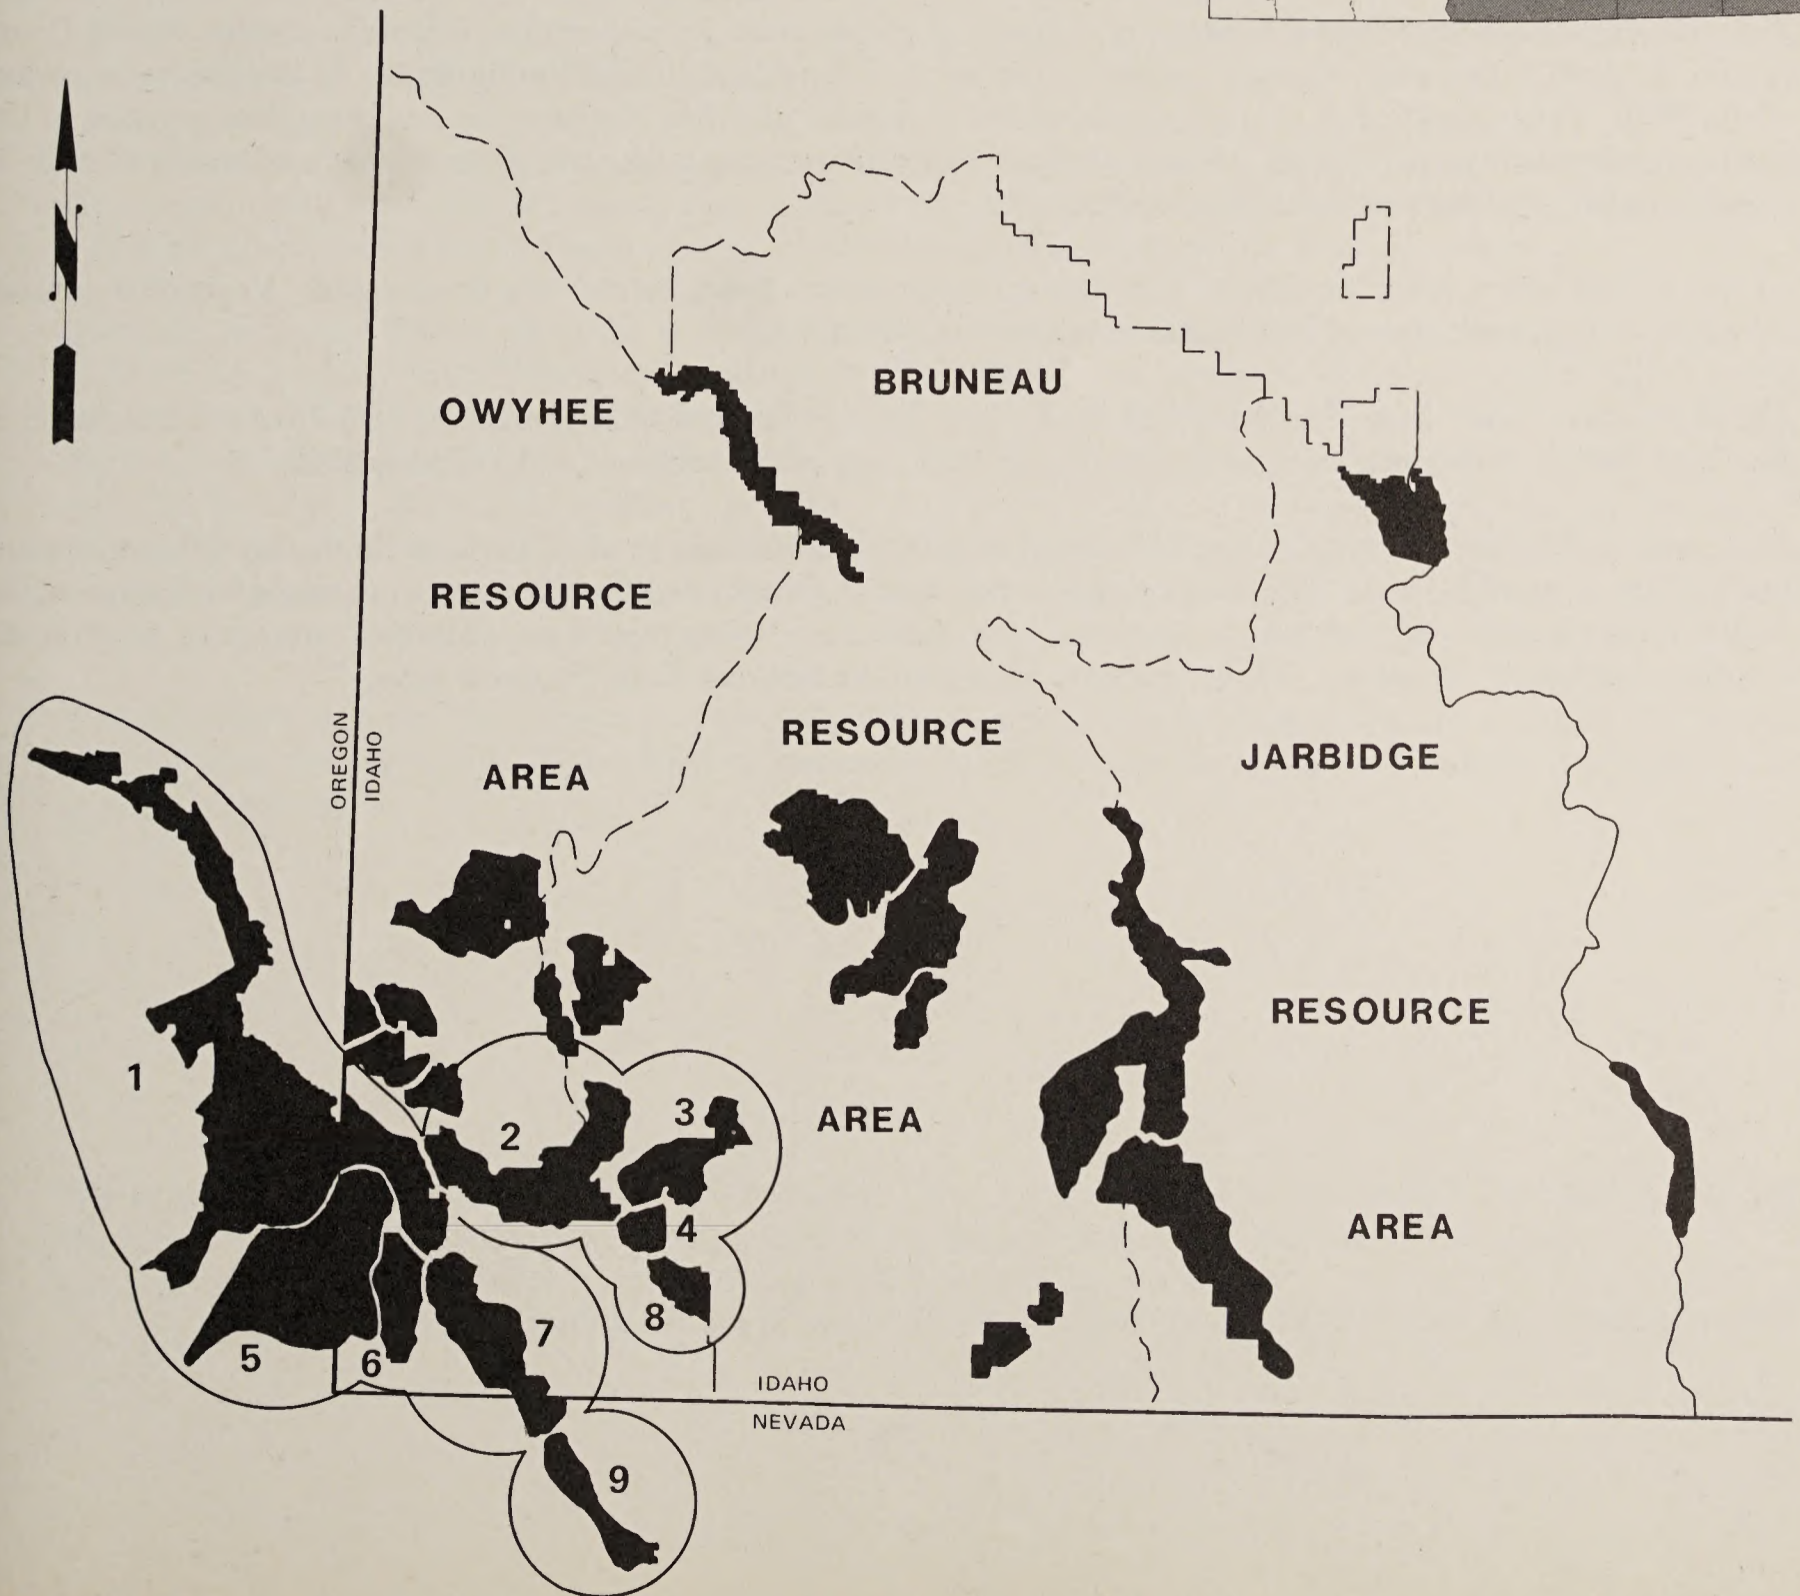 N
OWYHEE
RESOURCE
AREA
BRUNEAU
RESOURCE
AREA
JARBIDGE
RESOURCE
AREA
OREGON
IDAHO
1
2
3
4
5
6
7
8
9
IDAHO
NEVADA